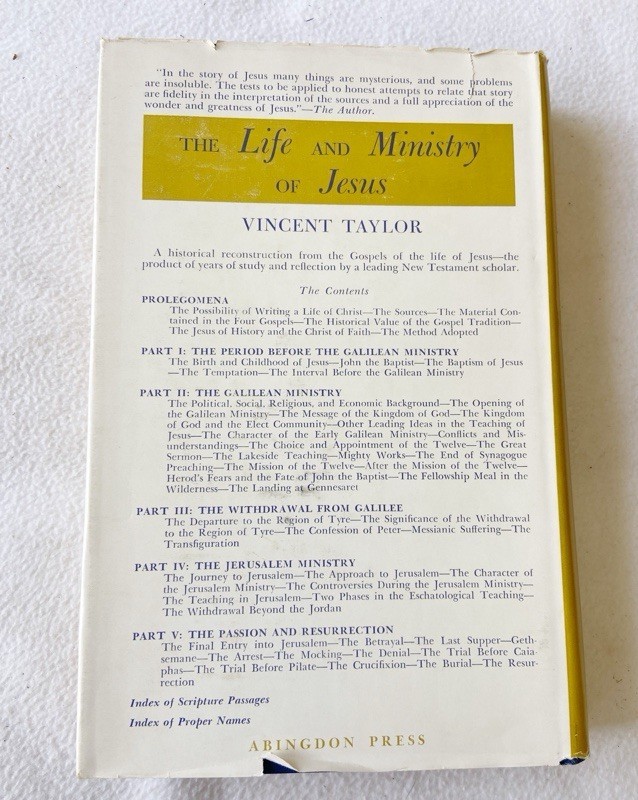 "In the story of Jesus many things are mysterious, and some problems
are insoluble. The tests to be applied to honest attempts to relate that story
are fidelity in the interpretation of the sources and a full appreciation of the
wonder and greatness of Jesus."—The Author.
THE Life AND Ministry
OF Jesus
VINCENT TAYLOR
A historical reconstruction from the Gospels of the life of Jesus—the
product of years of study and reflection by a leading New Testament scholar.
The Contents
PROLEGOMENA
The Possibility of Writing a Life of Christ—The Sources—The Material Con-
tained in the Four Gospels—The Historical Value of the Gospel Tradition—
The Jesus of History and the Christ of Faith—The Method Adopted
PART I: THE PERIOD BEFORE THE GALILEAN MINISTRY
The Birth and Childhood of Jesus—John the Baptist—The Baptism of Jesus
—The Temptation—The Interval Before the Galilean Ministry
PART II: THE GALILEAN MINISTRY
The Political, Social, Religious, and Economic Background—The Opening of
the Galilean Ministry—The Message of the Kingdom of God—The Kingdom
of God and the Elect Community—Other Leading Ideas in the Teaching of
Jesus—The Character of the Early Galilean Ministry—Conflicts and Mis-
understandings—The Choice and Appointment of the Twelve—The Great
Sermon—The Lakeside Teaching—Mighty Works—The End of Synagogue
Preaching—The Mission of the Twelve—After the Mission of the Twelve—
Herod's Fears and the Fate of John the Baptist—The Fellowship Meal in the
Wilderness—The Landing at Gennesaret
PART III: THE WITHDRAWAL FROM GALILEE
The Departure to the Region of Tyre—The Significance of the Withdrawal
to the Region of Tyre—The Confession of Peter—Messianic Suffering—The
Transfiguration
PART IV: THE JERUSALEM MINISTRY
The Journey to Jerusalem—The Approach to Jerusalem—The Character of
the Jerusalem Ministry—The Controversies During the Jerusalem Ministry—
The Teaching in Jerusalem—Two Phases in the Eschatological Teaching—
The Withdrawal Beyond the Jordan
PART V: THE PASSION AND RESURRECTION
The Final Entry into Jerusalem—The Betrayal—The Last Supper—Geth-
semane—The Arrest—The Mocking—The Denial—The Trial Before Caia-
phas—The Trial Before Pilate—The Crucifixion—The Burial—The Resur-
rection
Index of Scripture Passages
Index of Proper Names
ABINGDON PRESS